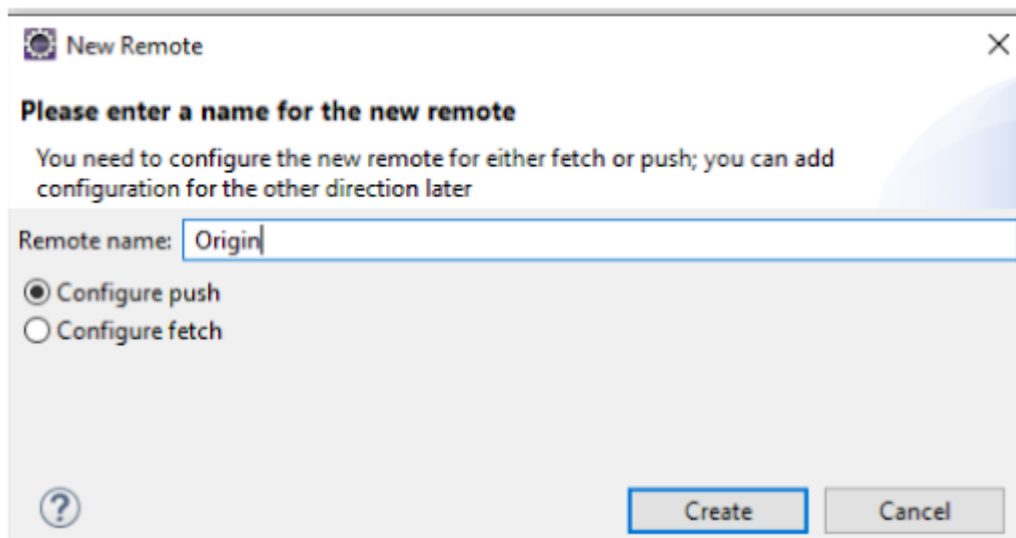 New Remote
Please enter a name for the new remote
You need to configure the new remote for either fetch or push; you can add
configuration for the other direction later
Remote name: Origin
Configure push
Configure fetch
? Create Cancel